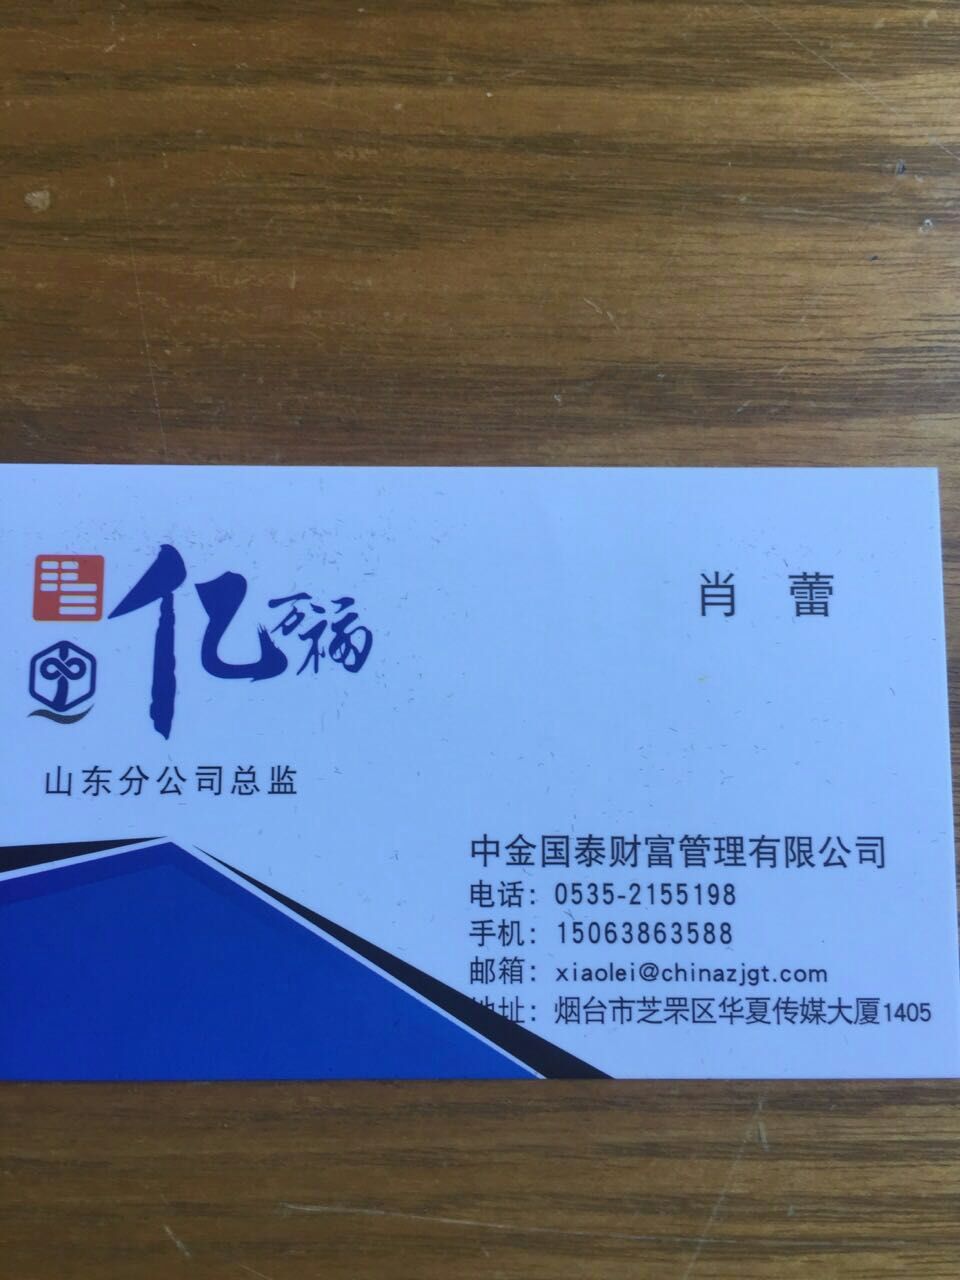 亿万福
肖 蕾
山东分公司总监
中金国泰财富管理有限公司
电话：0535-2155198
手机：15063863588
邮箱：xiaolei@chinazjgt.com
地址：烟台市芝罘区华夏传媒大厦1405